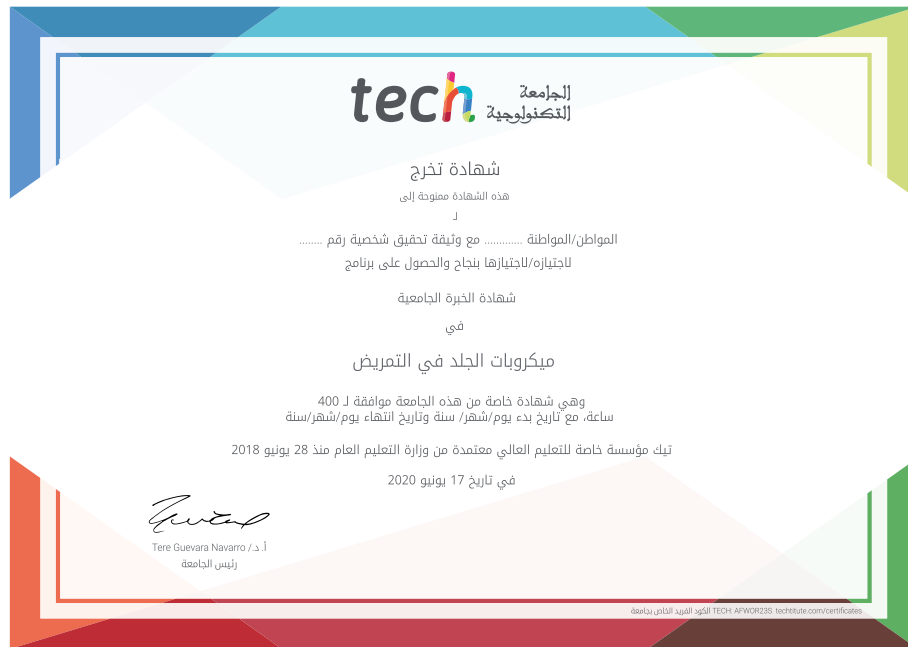 tech
الجامعة
التكنولوجية
شهادة تخرج
هذه الشهادة ممنوحة إلى
لـ
المواطن/المواطنة ............ مع وثيقة تحقيق شخصية رقم ........
لاجتيازه/لاجتيازها بنجاح والحصول على برنامج
شهادة الخبرة الجامعية
في
ميكروبات الجلد في التمريض
وهي شهادة خاصة من هذه الجامعة موافقة لـ 400
ساعة، مع تاريخ بدء يوم/شهر/ سنة وتاريخ انتهاء يوم/شهر/سنة
تيك مؤسسة خاصة للتعليم العالي معتمدة من وزارة التعليم العام منذ 28 يونيو 2018
في تاريخ 17 يونيو 2020
أ. د./ Tere Guevara Navarro
رئيس الجامعة
الكود الفريد الخاص بجامعة TECH: AFWOR23S techtitute.com/certificates